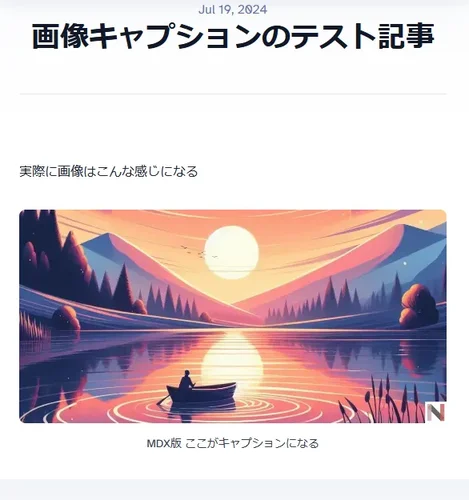 Jul 19, 2024
画像キャプションのテスト記事
実際に画像はこんな感じになる
N
MDX版 ここがキャプションになる